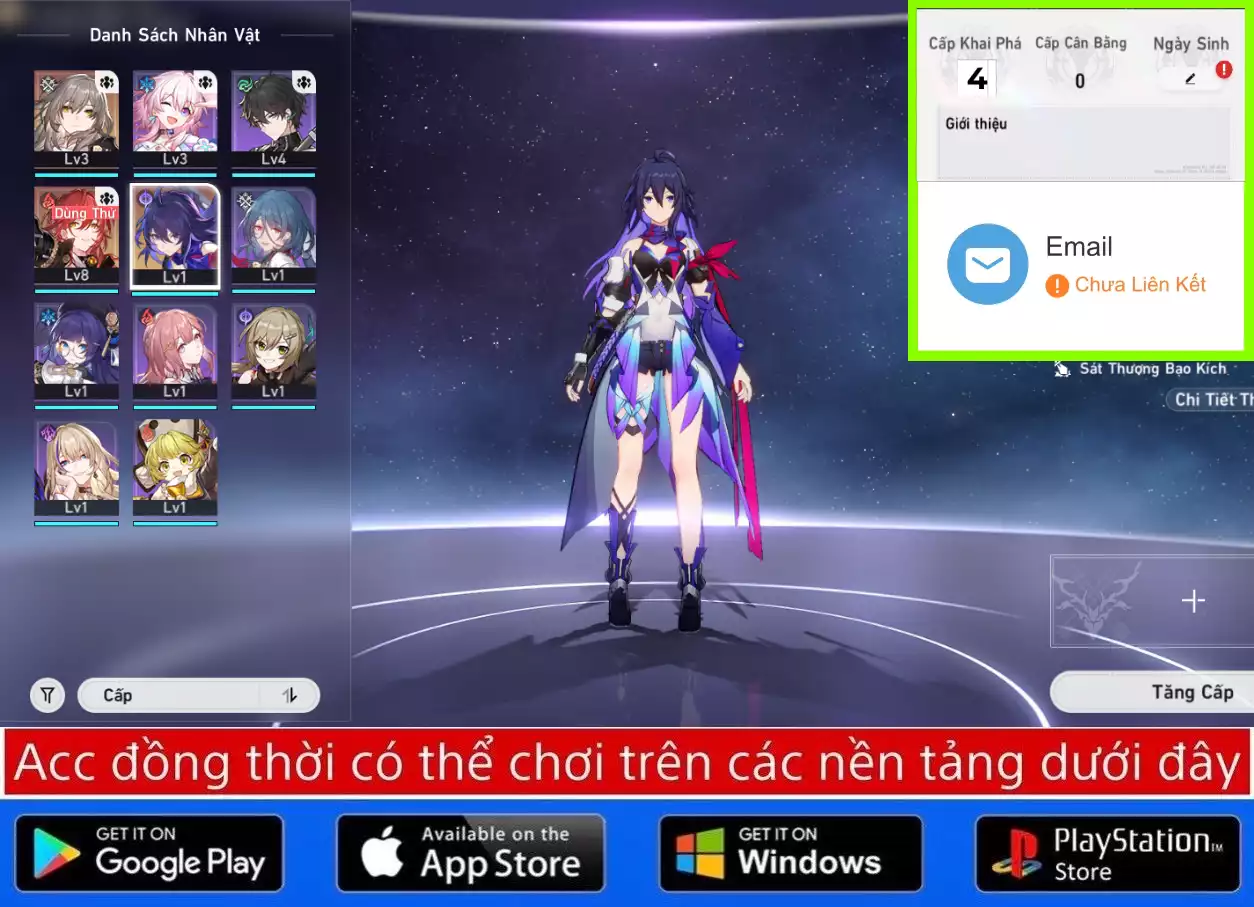 Danh Sách Nhân Vật
Lv3
Lv3
Lv4
Dùng Thử
Lv8
Lv1
Lv1
Lv1
Lv1
Lv1
Lv1
Lv1
Cấp
Cấp Khai Phá
Cấp Cân Bằng
Ngày Sinh
4
0
Giới thiệu
Email
Chưa Liên Kết
Sát Thương Bạo Kích
Chi Tiết Th
Tăng Cấp
Acc đồng thời có thể chơi trên các nền tảng dưới đây
GET IT ON
Google Play
Available on the
App Store
GET IT ON
Windows
PlayStation™
Store